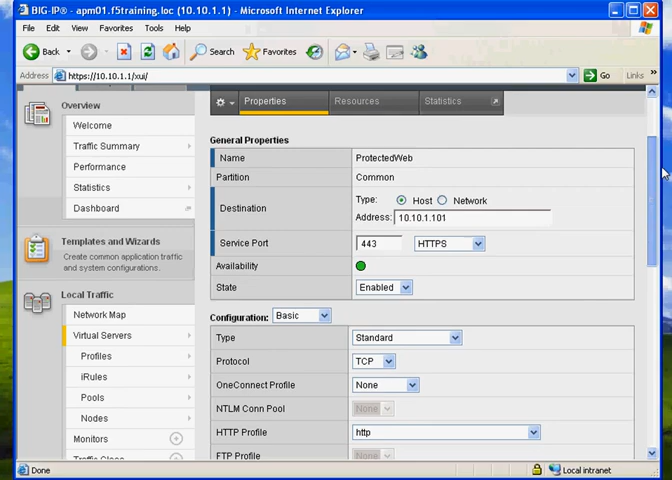 BIG-IP® - apm01.f5training.loc (10.10.1.1) - Microsoft Internet Explorer
File Edit View Favorites Tools Help
Back Search Favorites
Address https://10.10.1.1/xui/ Go Links »
Overview
Welcome
Traffic Summary
Performance
Statistics
Dashboard
Templates and Wizards
Create common application traffic and system configurations.
Local Traffic
Network Map
Virtual Servers
Profiles
iRules
Pools
Nodes
Monitors
Properties Resources Statistics
General Properties
Name ProtectedWeb
Partition Common
Destination Type: Host Network
Address: 10.10.1.101
Service Port 443 HTTPS
Availability
State Enabled
Configuration: Basic
Type Standard
Protocol TCP
OneConnect Profile None
NTLM Conn Pool None
HTTP Profile http
FTP Profile None
Done Local intranet